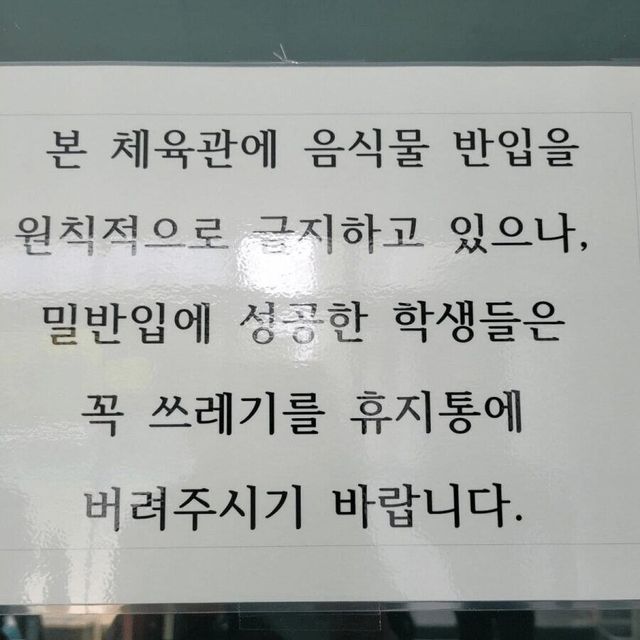 본 체육관에 음식물 반입을
원칙적으로 금지하고 있으나,
밀반입에 성공한 학생들은
꼭 쓰레기를 휴지통에
버려주시기 바랍니다.